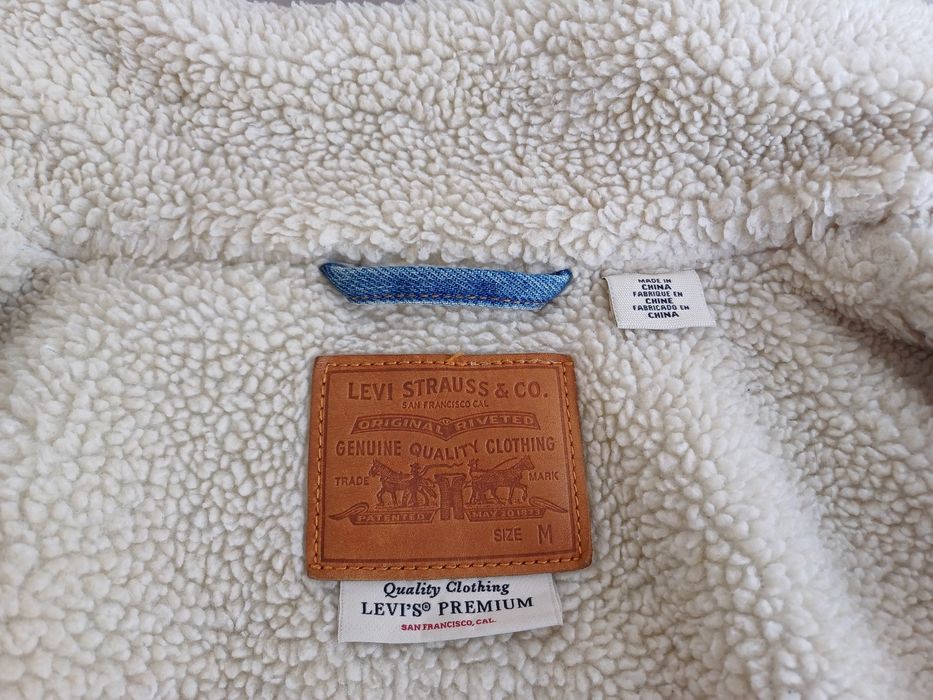 MADE IN
CHINA
FABRIQUE EN
CHINE
FABRICADO EN
CHINA
LEVI STRAUSS & CO.
SAN FRANCISCO CAL
ORIGINAL RIVETED
GENUINE QUALITY CLOTHING
TRADE MARK
PATENTED MAY 20 1873
SIZE M
Quality Clothing
LEVI'S® PREMIUM
SAN FRANCISCO, CAL.